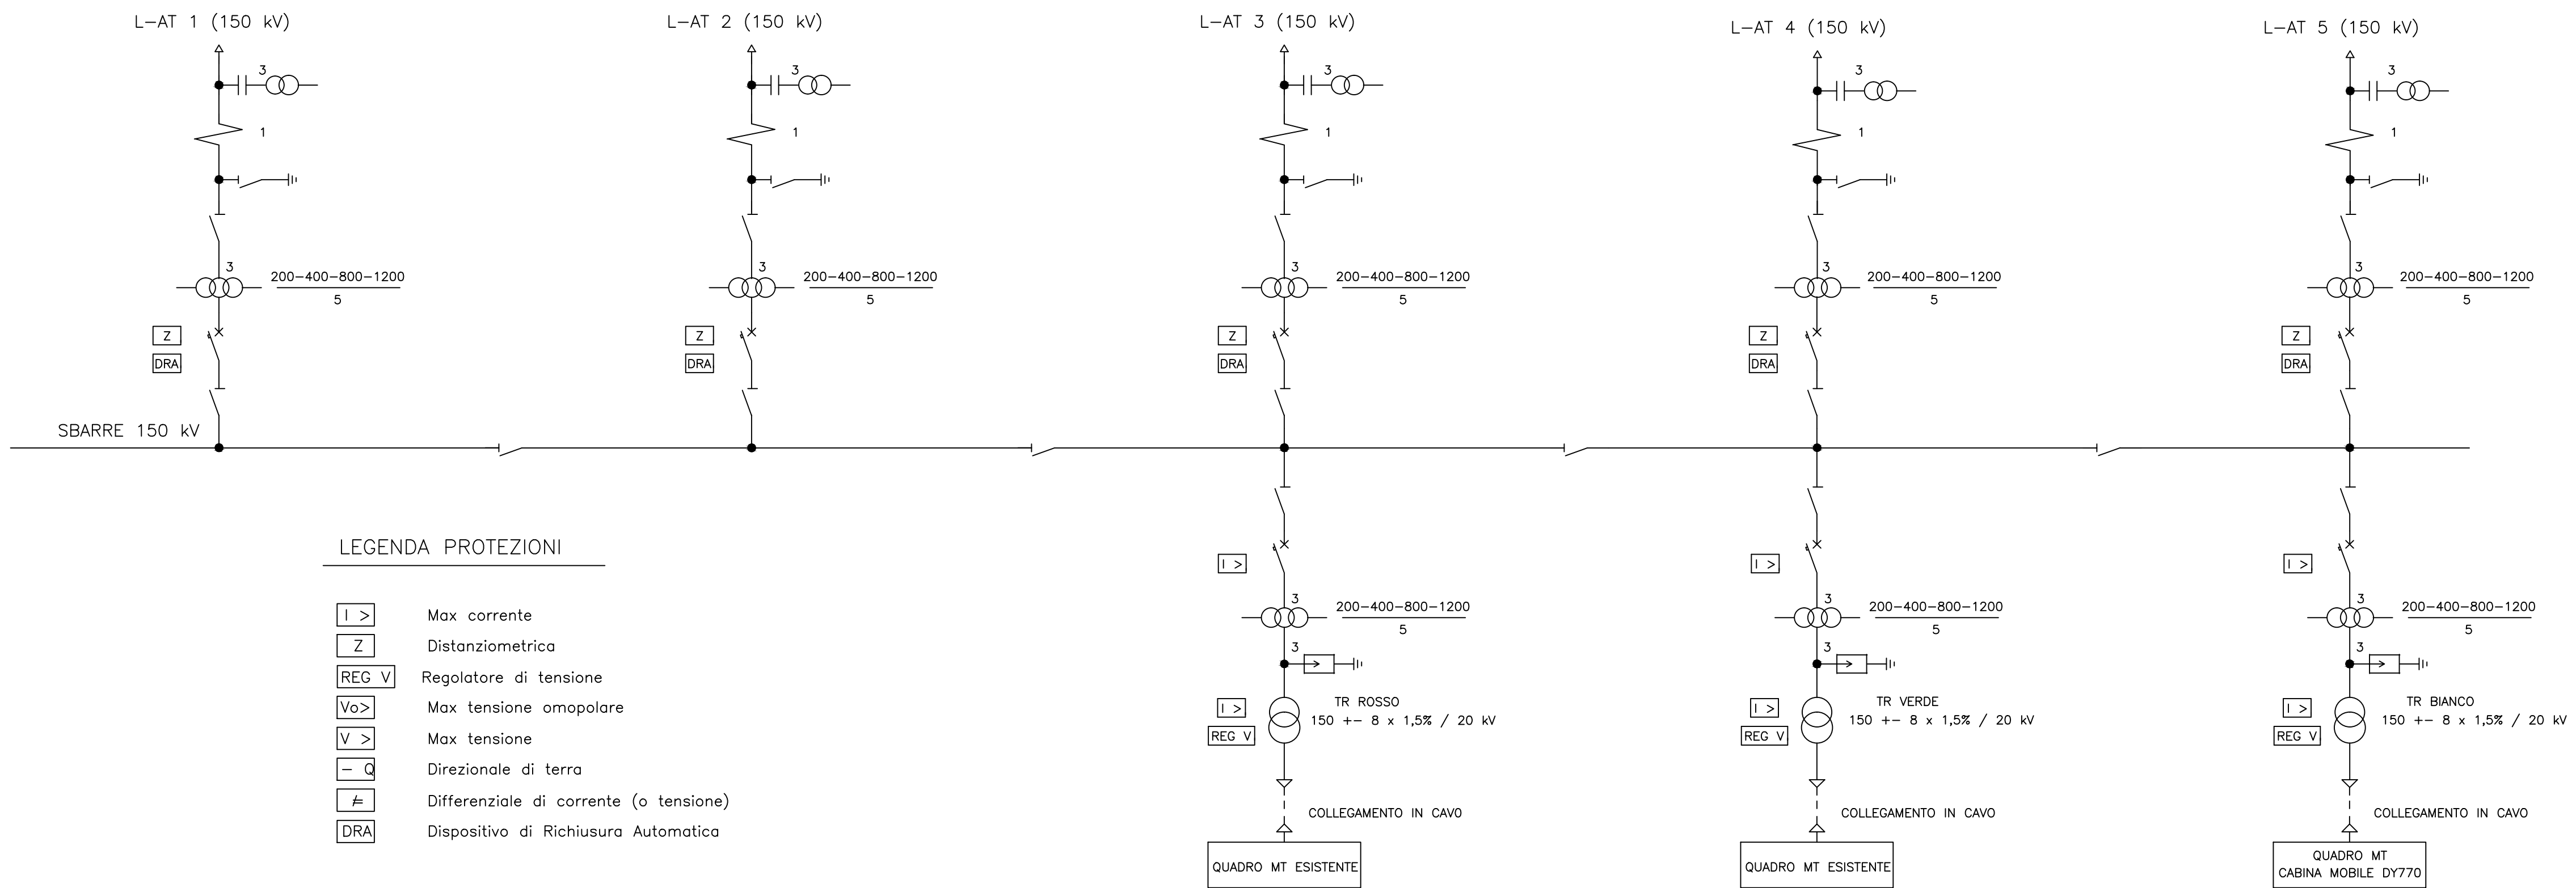 L-AT 1 (150 kV)
L-AT 2 (150 kV)
L-AT 3 (150 kV)
L-AT 4 (150 kV)
L-AT 5 (150 kV)
3
3
3
3
3
1
1
1
1
1
3
200-400-800-1200
5
3
200-400-800-1200
5
3
200-400-800-1200
5
3
200-400-800-1200
5
3
200-400-800-1200
5
Z
DRA
Z
DRA
Z
DRA
Z
DRA
Z
DRA
SBARRE 150 kV
LEGENDA PROTEZIONI
I > Max corrente
Z Distanziometrica
REG V Regolatore di tensione
Vo> Max tensione omopolare
V > Max tensione
- Q Direzionale di terra
≠ Differenziale di corrente (o tensione)
DRA Dispositivo di Richiusura Automatica
I >
3
200-400-800-1200
5
3
I >
REG V
TR ROSSO
150 +- 8 x 1,5% / 20 kV
COLLEGAMENTO IN CAVO
QUADRO MT ESISTENTE
I >
3
200-400-800-1200
5
3
I >
REG V
TR VERDE
150 +- 8 x 1,5% / 20 kV
COLLEGAMENTO IN CAVO
QUADRO MT ESISTENTE
I >
3
200-400-800-1200
5
3
I >
REG V
TR BIANCO
150 +- 8 x 1,5% / 20 kV
COLLEGAMENTO IN CAVO
QUADRO MT
CABINA MOBILE DY770